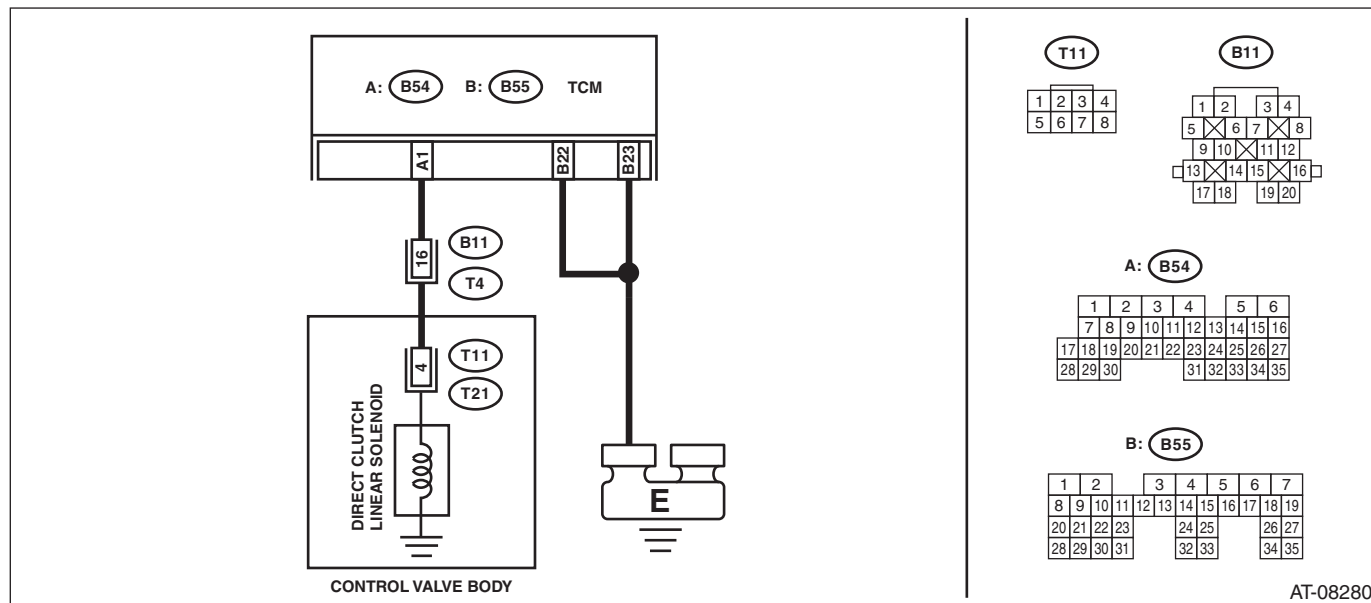 A: B54 B: B55 TCM
A1 B22 B23
16
B11
T4
4
T11
T21
DIRECT CLUTCH
LINEAR SOLENOID
E
CONTROL VALVE BODY
T11
1 2 3 4
5 6 7 8
B11
1 2 3 4
5 6 7 8
9 10 11 12
13 14 15 16
17 18 19 20
A: B54
1 2 3 4 5 6
7 8 9 10 11 12 13 14 15 16
17 18 19 20 21 22 23 24 25 26 27
28 29 30 31 32 33 34 35
B: B55
1 2 3 4 5 6 7
8 9 10 11 12 13 14 15 16 17 18 19
20 21 22 23 24 25 26 27
28 29 30 31 32 33 34 35
AT-08280